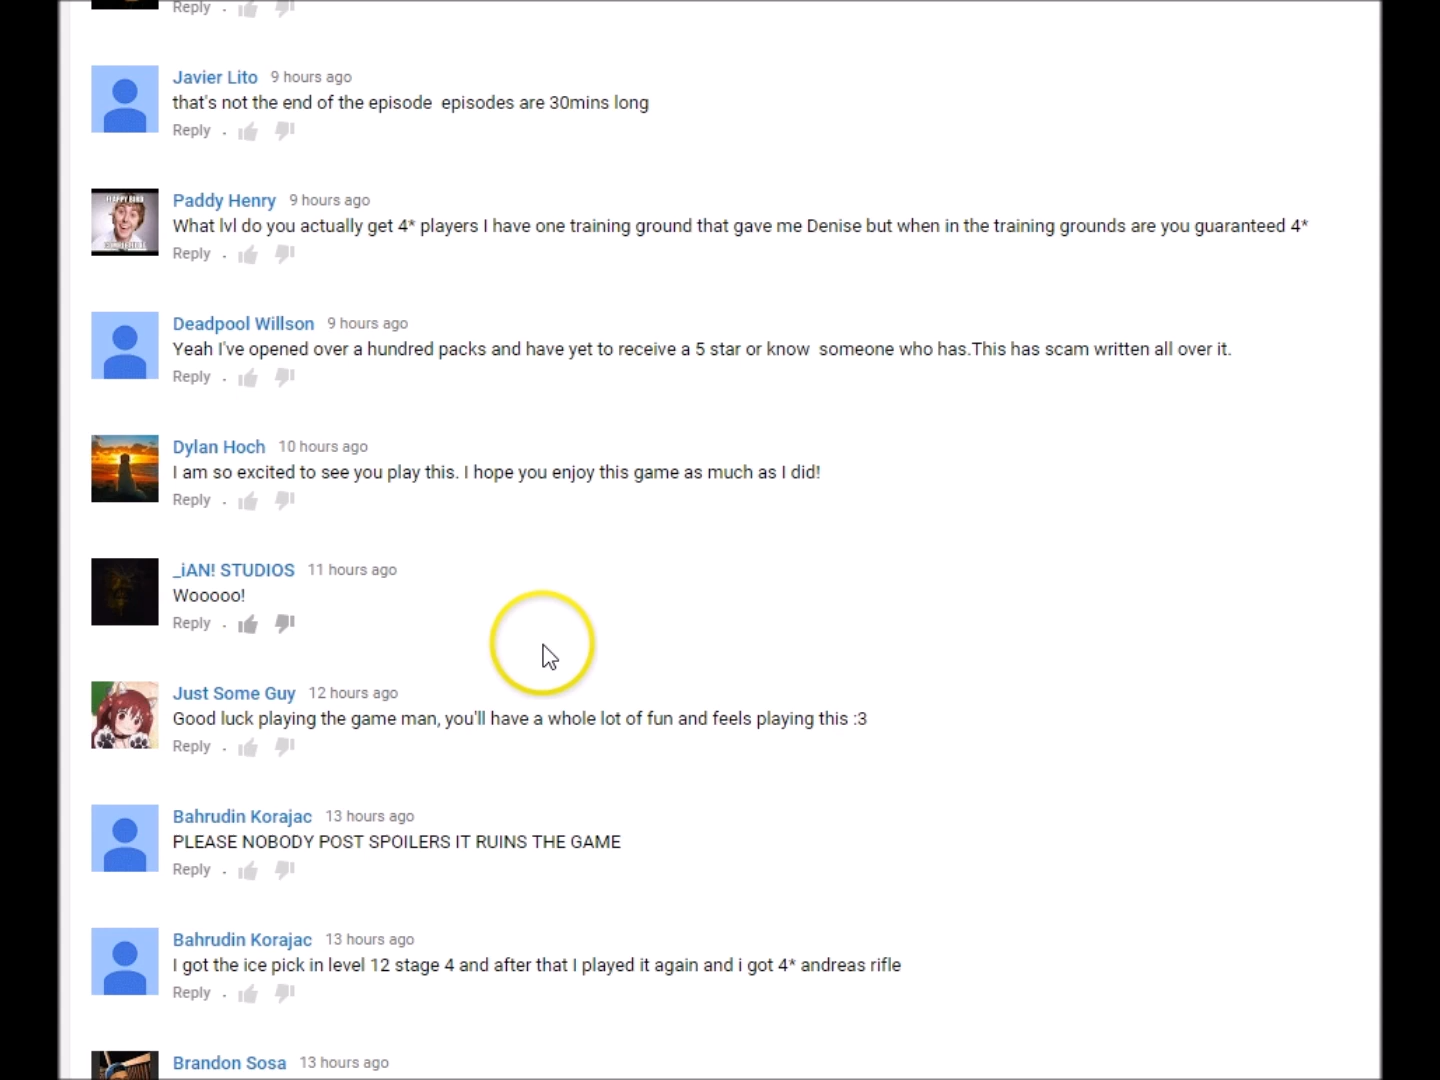 Reply .
Javier Lito 9 hours ago
that's not the end of the episode  episodes are 30mins long
Reply .
Paddy Henry 9 hours ago
What lvl do you actually get 4* players I have one training ground that gave me Denise but when in the training grounds are you guaranteed 4*
Reply .
Deadpool Willson 9 hours ago
Yeah I've opened over a hundred packs and have yet to receive a 5 star or know  someone who has.This has scam written all over it.
Reply .
Dylan Hoch 10 hours ago
I am so excited to see you play this. I hope you enjoy this game as much as I did!
Reply .
_iAN! STUDIOS 11 hours ago
Wooooo!
Reply .
Just Some Guy 12 hours ago
Good luck playing the game man, you'll have a whole lot of fun and feels playing this :3
Reply .
Bahrudin Korajac 13 hours ago
PLEASE NOBODY POST SPOILERS IT RUINS THE GAME
Reply .
Bahrudin Korajac 13 hours ago
I got the ice pick in level 12 stage 4 and after that I played it again and i got 4* andreas rifle
Reply .
Brandon Sosa 13 hours ago